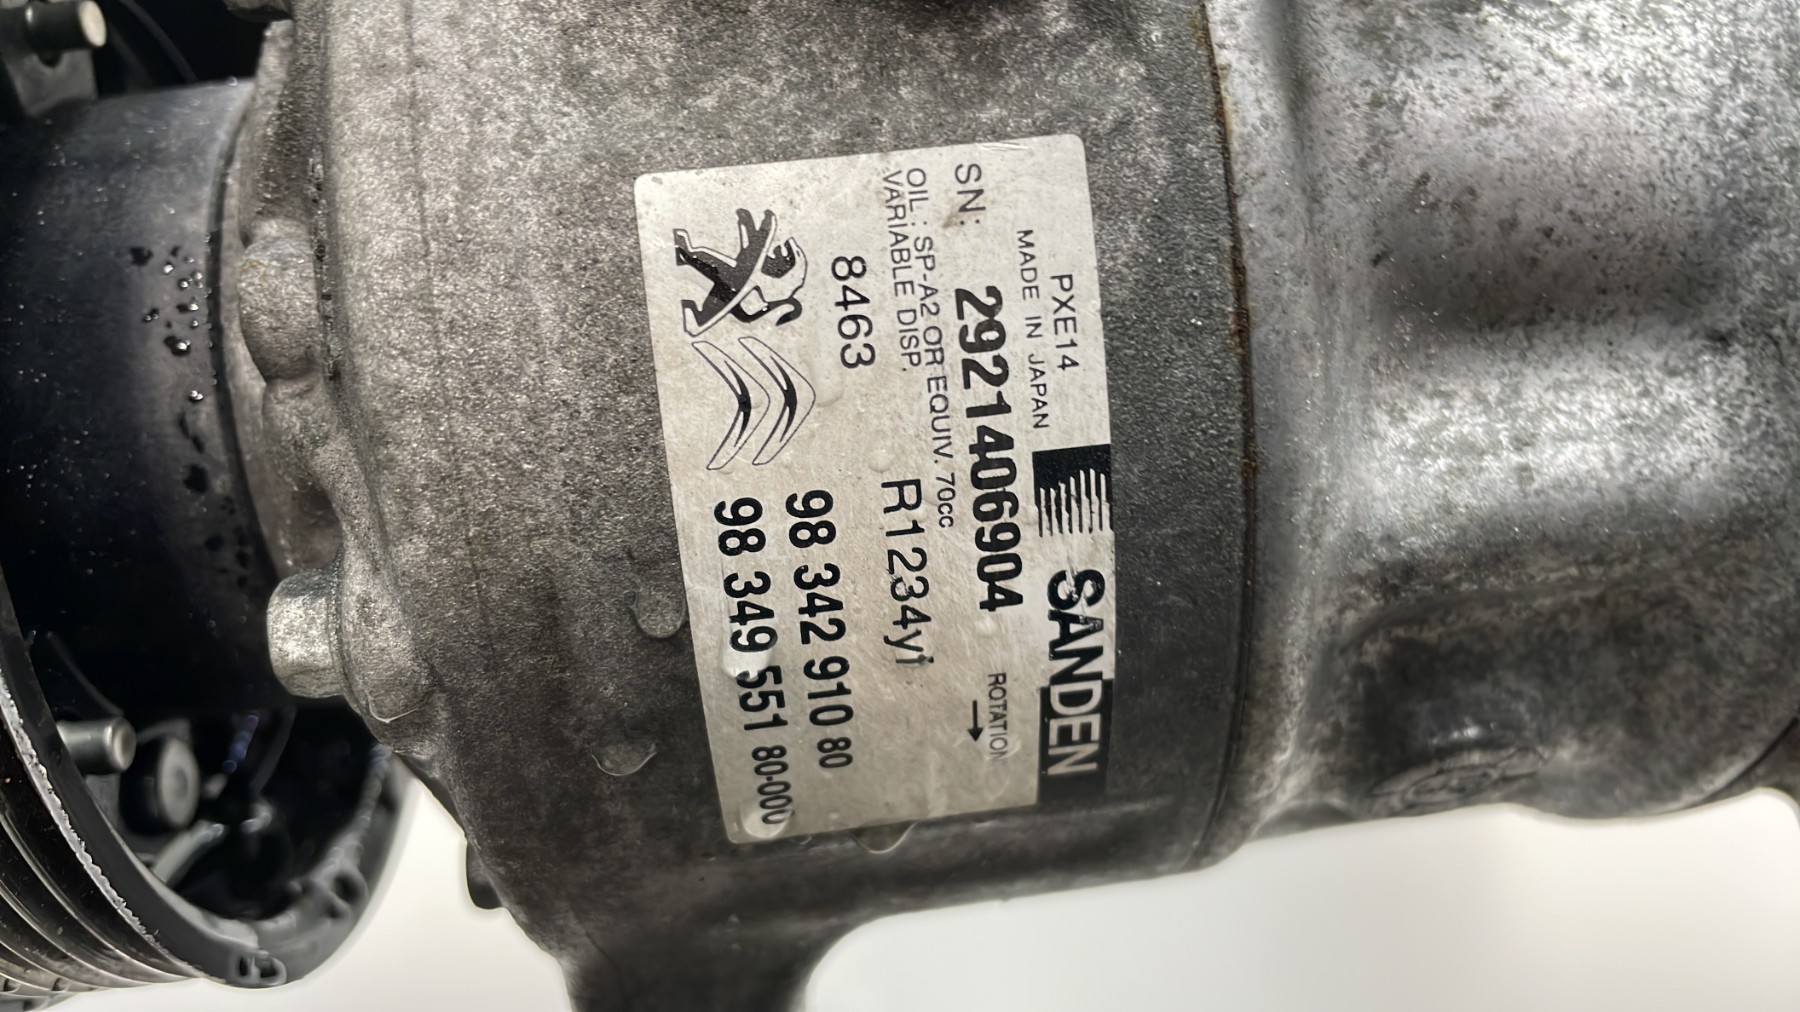 SANDEN
PXE14
MADE IN JAPAN
ROTATION
SN: 2921406904
OIL : SP-A2 OR EQUIV. 70cc
VARIABLE DISP.
R1234yf
8463
98 342 910 80
98 349 551 80-000